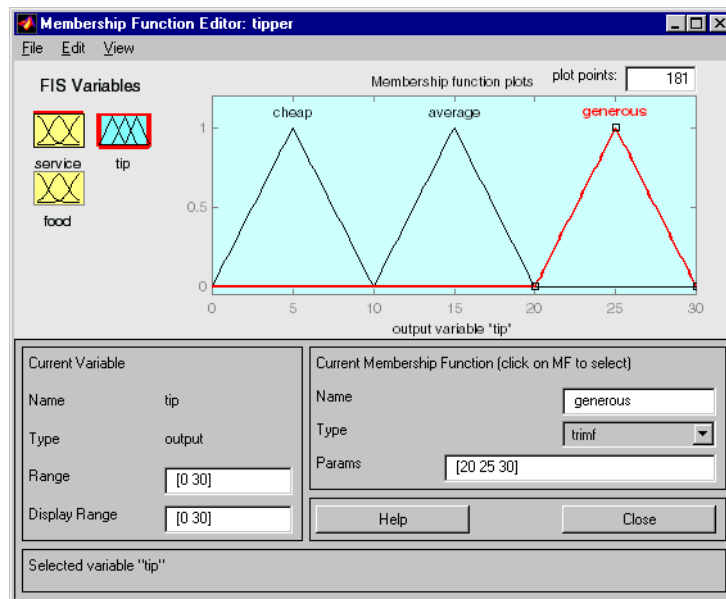 Membership Function Editor: tipper
File Edit View
FIS Variables
service
tip
food
Membership function plots
plot points:
181
cheap
average
generous
1
0.5
0
0 5 10 15 20 25 30
output variable "tip"
Current Variable
Name tip
Type output
Range [0 30]
Display Range [0 30]
Current Membership Function (click on MF to select)
Name generous
Type trimf
Params [20 25 30]
Help
Close
Selected variable "tip"